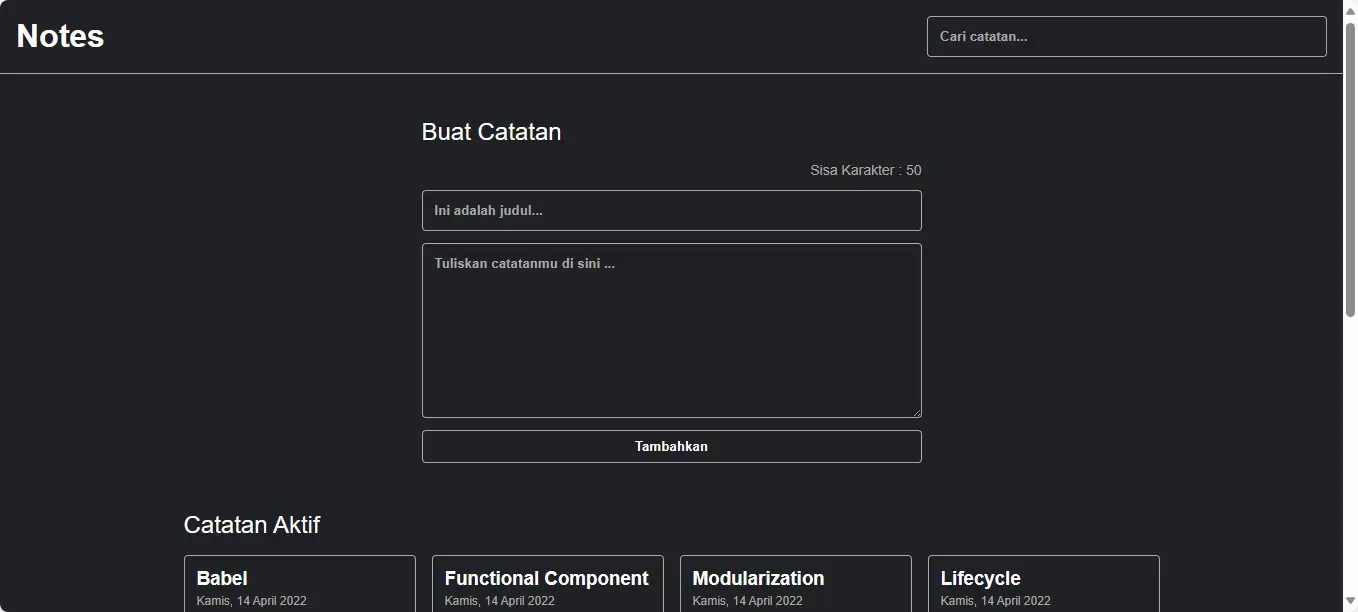 Notes
Cari catatan...
Buat Catatan
Sisa Karakter : 50
Ini adalah judul...
Tuliskan catatanmu di sini ...
Tambahkan
Catatan Aktif
Babel
Kamis, 14 April 2022
Functional Component
Kamis, 14 April 2022
Modularization
Kamis, 14 April 2022
Lifecycle
Kamis, 14 April 2022